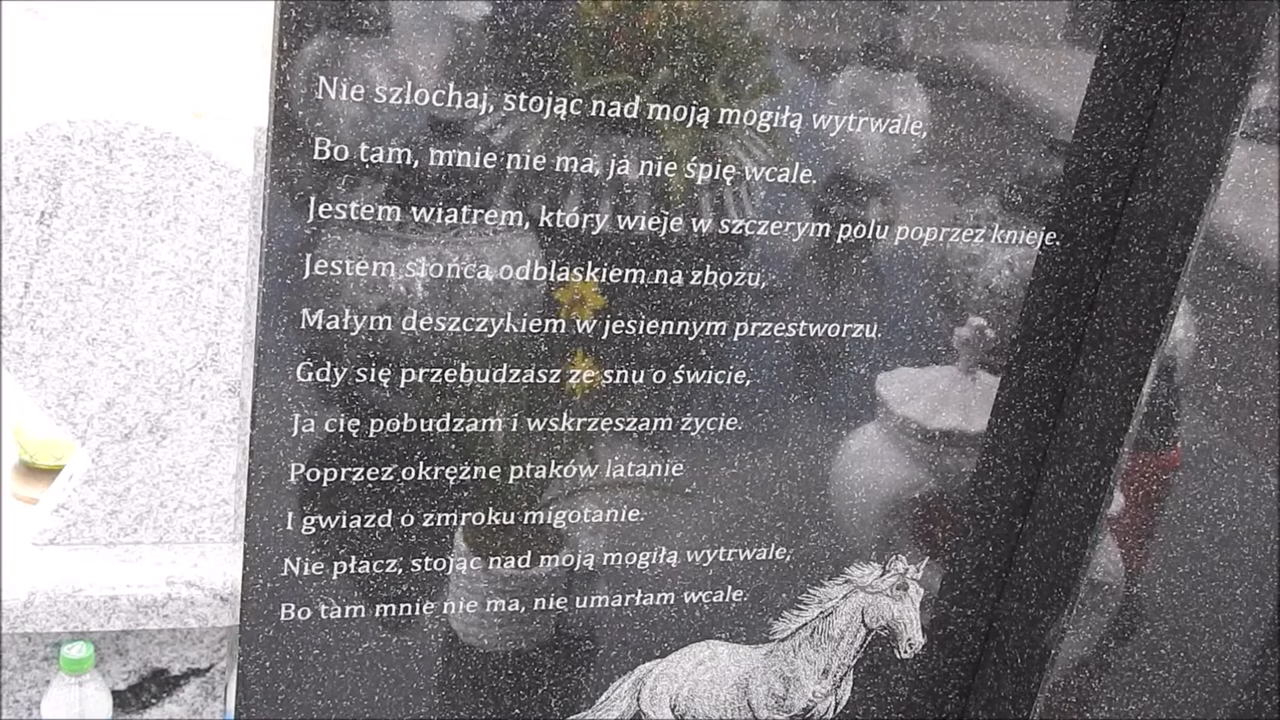 Nie szlochaj, stojąc nad moją mogiłą wytrwale,
Bo tam, mnie nie ma, ja nie śpię wcale.
Jestem wiatrem, który wieje w szczerym polu poprzez knieje.
Jestem słońca odblaskiem na zbożu,
Małym deszczykiem w jesiennym przestworzu.
Gdy się przebudzasz ze snu o świcie,
Ja cię pobudzam i wskrzeszam życie.
Poprzez okrężne ptaków latanie
I gwiazd o zmroku migotanie.
Nie płacz, stojąc nad moją mogiłą wytrwale,
Bo tam mnie nie ma, nie umarłam wcale.